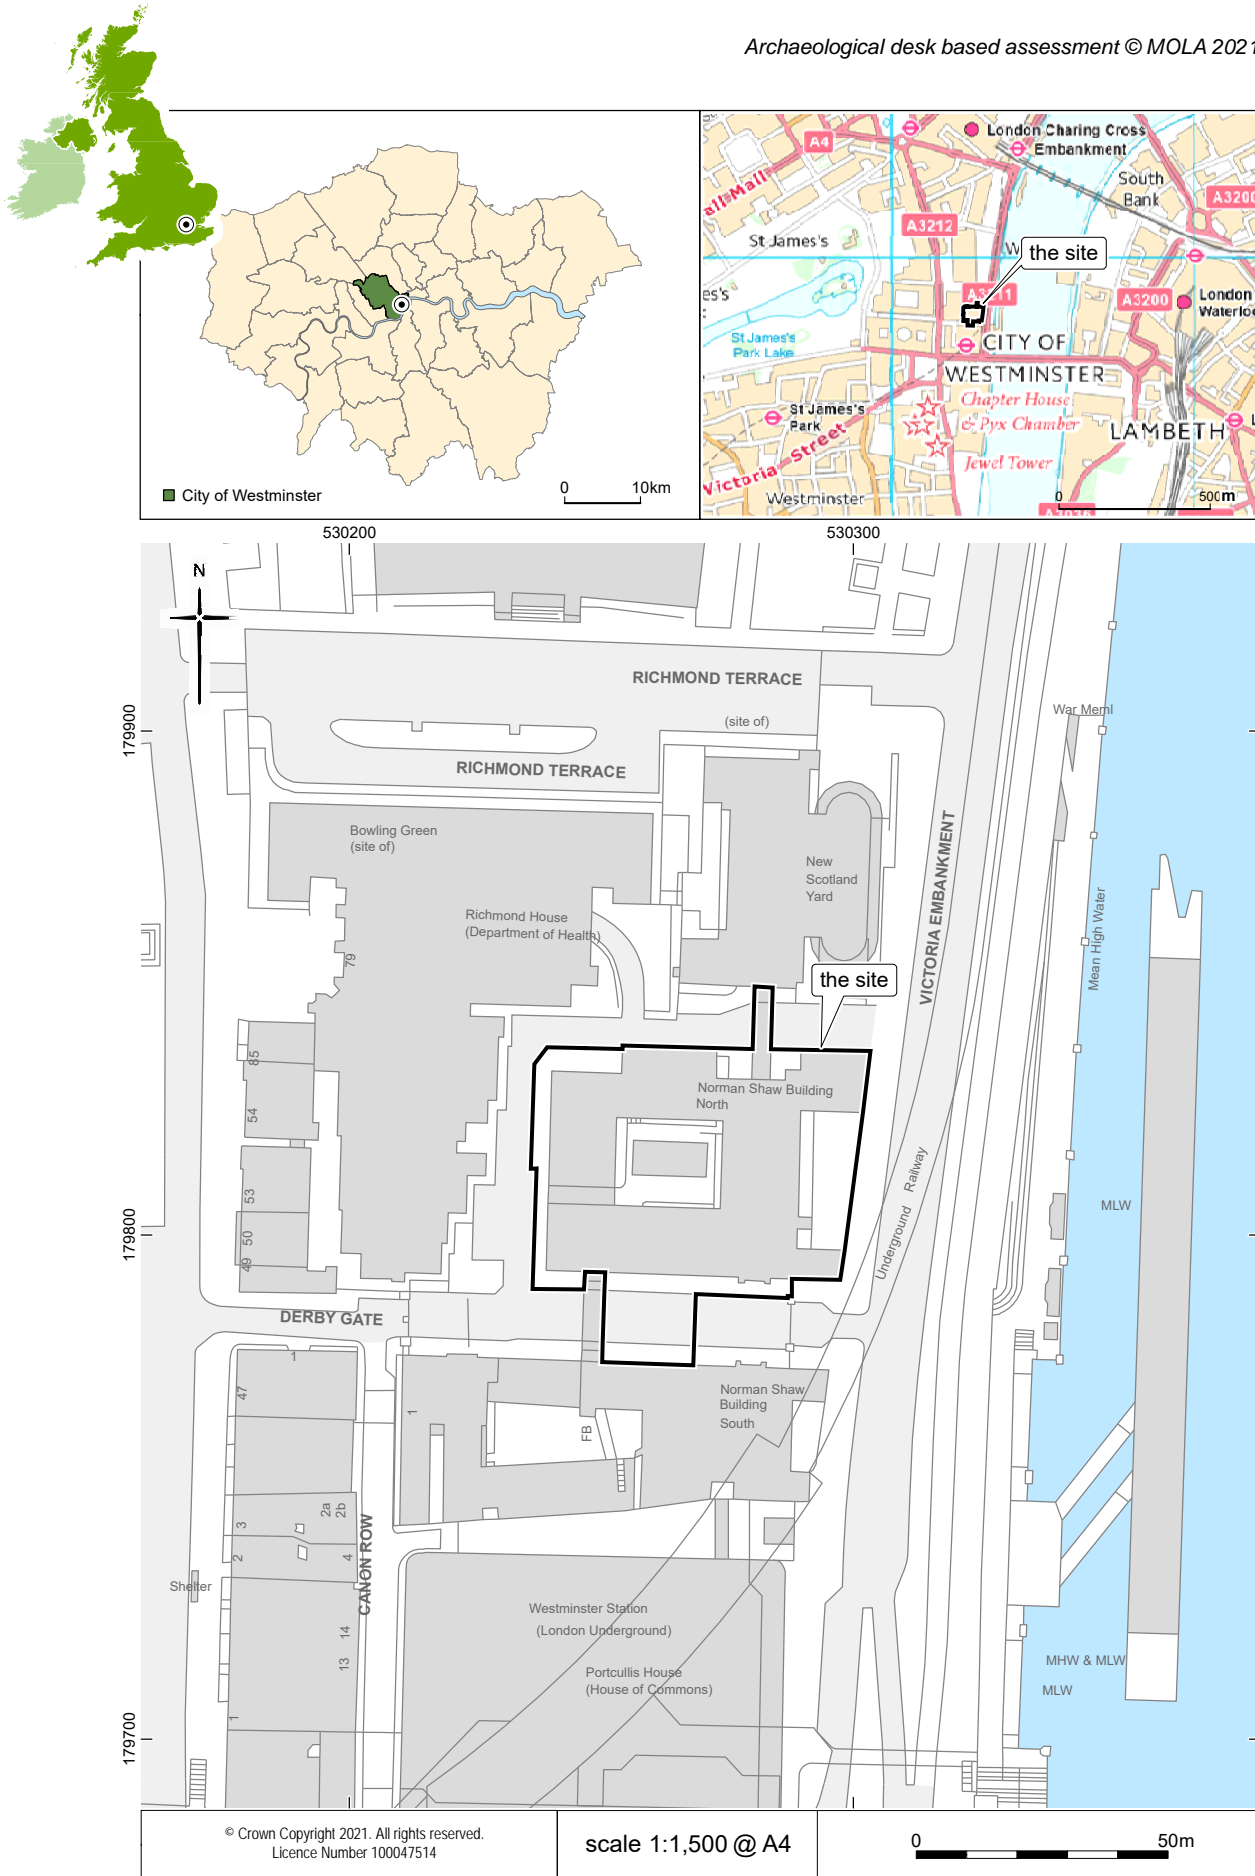 Archaeological desk based assessment © MOLA 2021
City of Westminster
0 10km
A4
London Charing Cross
Embankment
South
Bank
A3200
all Mall
A3212
St James's
the site
A3211
es's
A3200
London
Waterloo
St James's
Park Lake
CITY OF
WESTMINSTER
Chapter House
& Pyx Chamber
St James's
Park
LAMBETH
Jewel Tower
Victoria Street
Westminster
0 500m
530200 530300
N
RICHMOND TERRACE
(site of)
War Meml
179900
RICHMOND TERRACE
Bowling Green
(site of)
New
Scotland
Yard
VICTORIA EMBANKMENT
Richmond House
(Department of Health)
Mean High Water
79
the site
85
54
Norman Shaw Building
North
Underground Railway
53
MLW
50
49
179800
DERBY GATE
1
47
1
Norman Shaw
Building
South
FB
2a
2b
3
2
4
CANON ROW
Shelter
Westminster Station
(London Underground)
14
13
MHW & MLW
Portcullis House
(House of Commons)
MLW
1
179700
© Crown Copyright 2021. All rights reserved.
Licence Number 100047514
scale 1:1,500 @ A4
0 50m